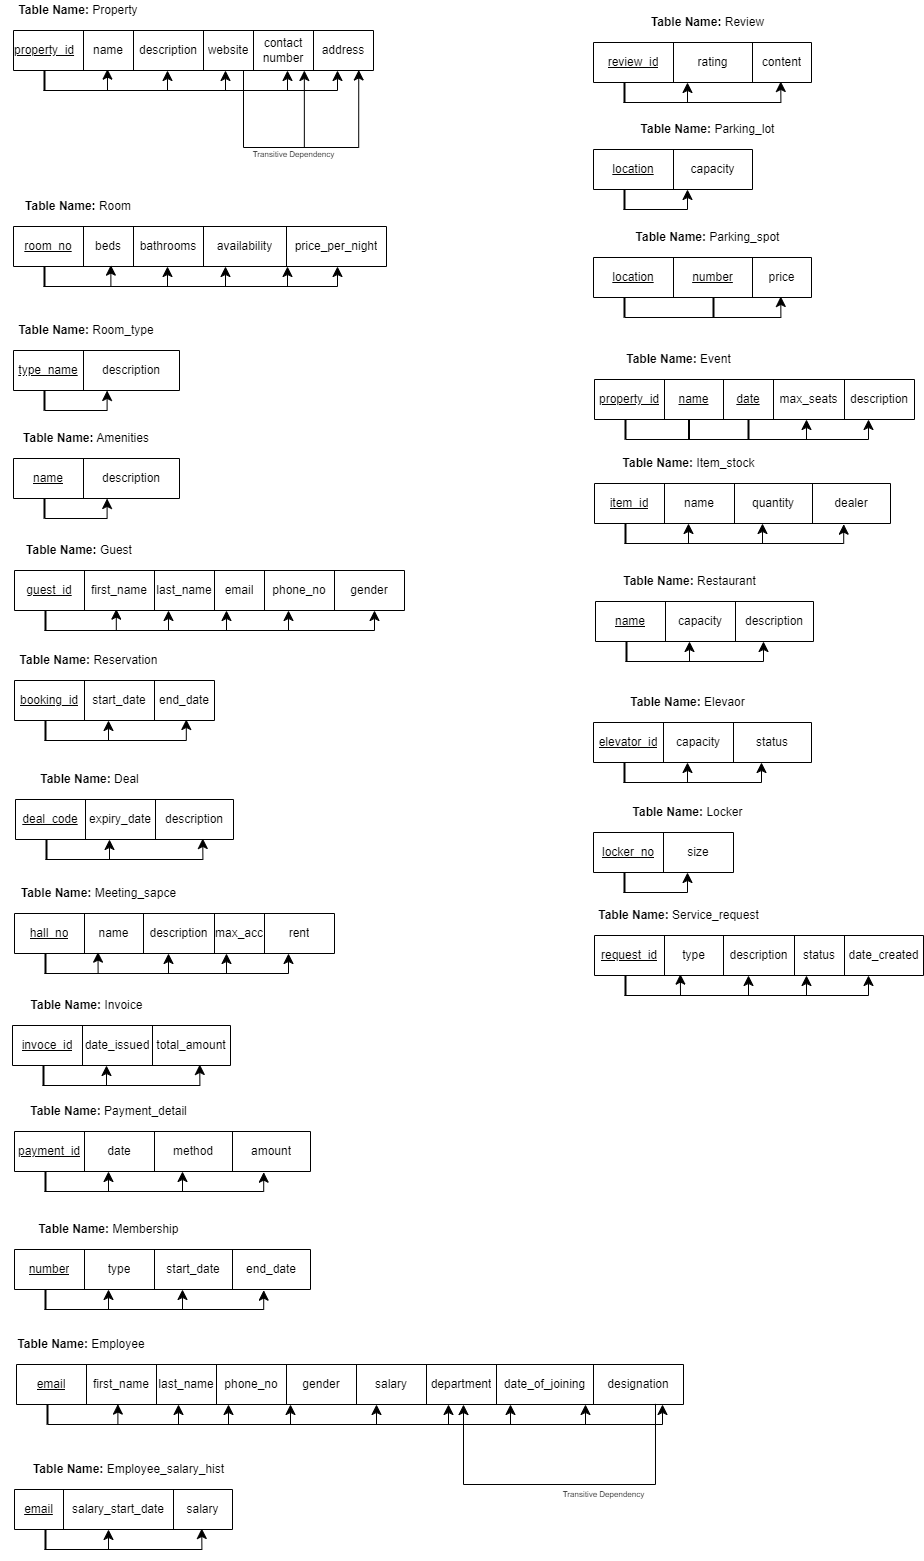 Table Name: Property
property_id name description website contact number address
Transitive Dependency
Table Name: Room
room_no beds bathrooms availability price_per_night
Table Name: Room_type
type_name description
Table Name: Amenities
name description
Table Name: Guest
guest_id first_name last_name email phone_no gender
Table Name: Reservation
booking_id start_date end_date
Table Name: Deal
deal_code expiry_date description
Table Name: Meeting_sapce
hall_no name description max_acc rent
Table Name: Invoice
invoce_id date_issued total_amount
Table Name: Payment_detail
payment_id date method amount
Table Name: Membership
number type start_date end_date
Table Name: Employee
email first_name last_name phone_no gender salary department date_of_joining designation
Transitive Dependency
Table Name: Employee_salary_hist
email salary_start_date salary
Table Name: Review
review_id rating content
Table Name: Parking_lot
location capacity
Table Name: Parking_spot
location number price
Table Name: Event
property_id name date max_seats description
Table Name: Item_stock
item_id name quantity dealer
Table Name: Restaurant
name capacity description
Table Name: Elevaor
elevator_id capacity status
Table Name: Locker
locker_no size
Table Name: Service_request
request_id type description status date_created